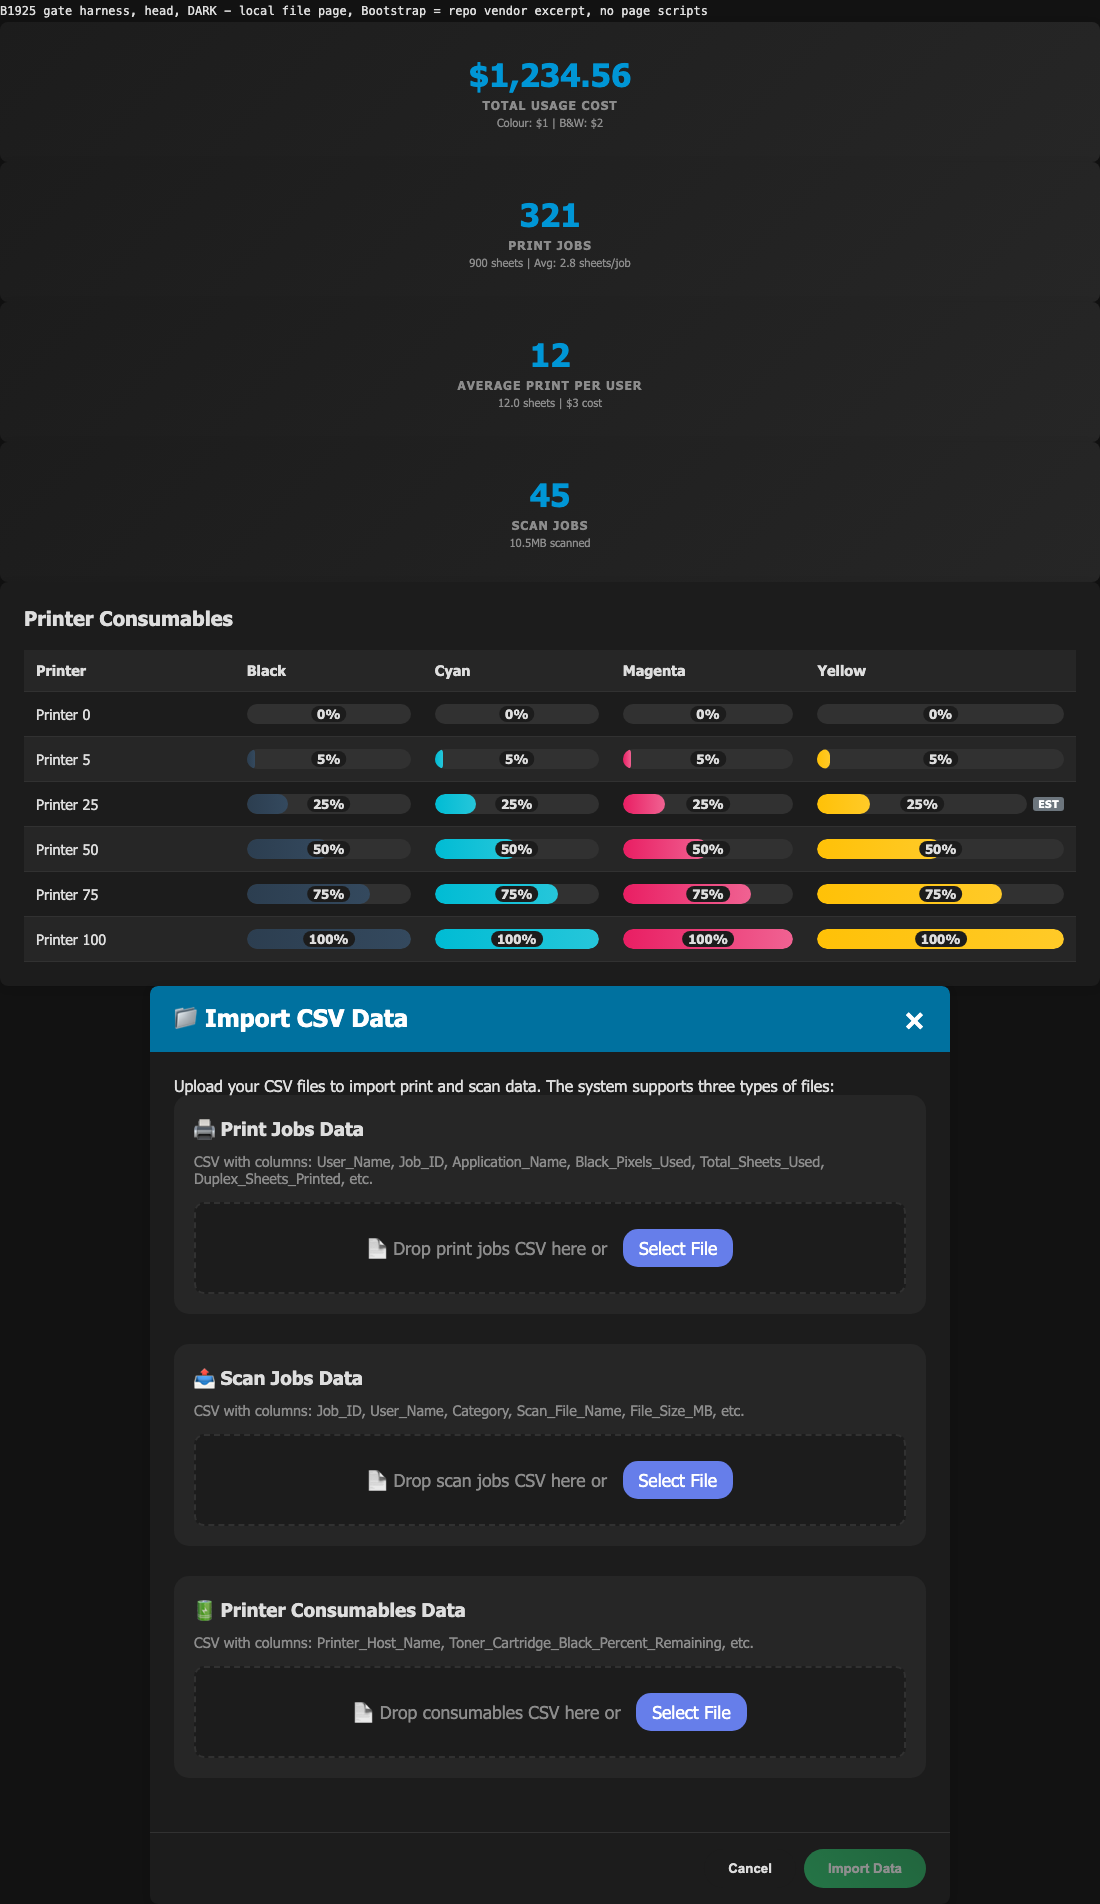 B1925 gate harness, head, DARK — local file page, Bootstrap = repo vendor excerpt, no page scripts
$1,234.56
TOTAL USAGE COST
Colour: $1 | B&W: $2
321
PRINT JOBS
900 sheets | Avg: 2.8 sheets/job
12
AVERAGE PRINT PER USER
12.0 sheets | $3 cost
45
SCAN JOBS
10.5MB scanned
Printer Consumables
Printer Black Cyan Magenta Yellow
Printer 0 0% 0% 0% 0%
Printer 5 5% 5% 5% 5%
Printer 25 25% 25% 25% 25% EST
Printer 50 50% 50% 50% 50%
Printer 75 75% 75% 75% 75%
Printer 100 100% 100% 100% 100%
Import CSV Data ×
Upload your CSV files to import print and scan data. The system supports three types of files:
Print Jobs Data
CSV with columns: User_Name, Job_ID, Application_Name, Black_Pixels_Used, Total_Sheets_Used,
Duplex_Sheets_Printed, etc.
Drop print jobs CSV here or Select File
Scan Jobs Data
CSV with columns: Job_ID, User_Name, Category, Scan_File_Name, File_Size_MB, etc.
Drop scan jobs CSV here or Select File
Printer Consumables Data
CSV with columns: Printer_Host_Name, Toner_Cartridge_Black_Percent_Remaining, etc.
Drop consumables CSV here or Select File
Cancel Import Data